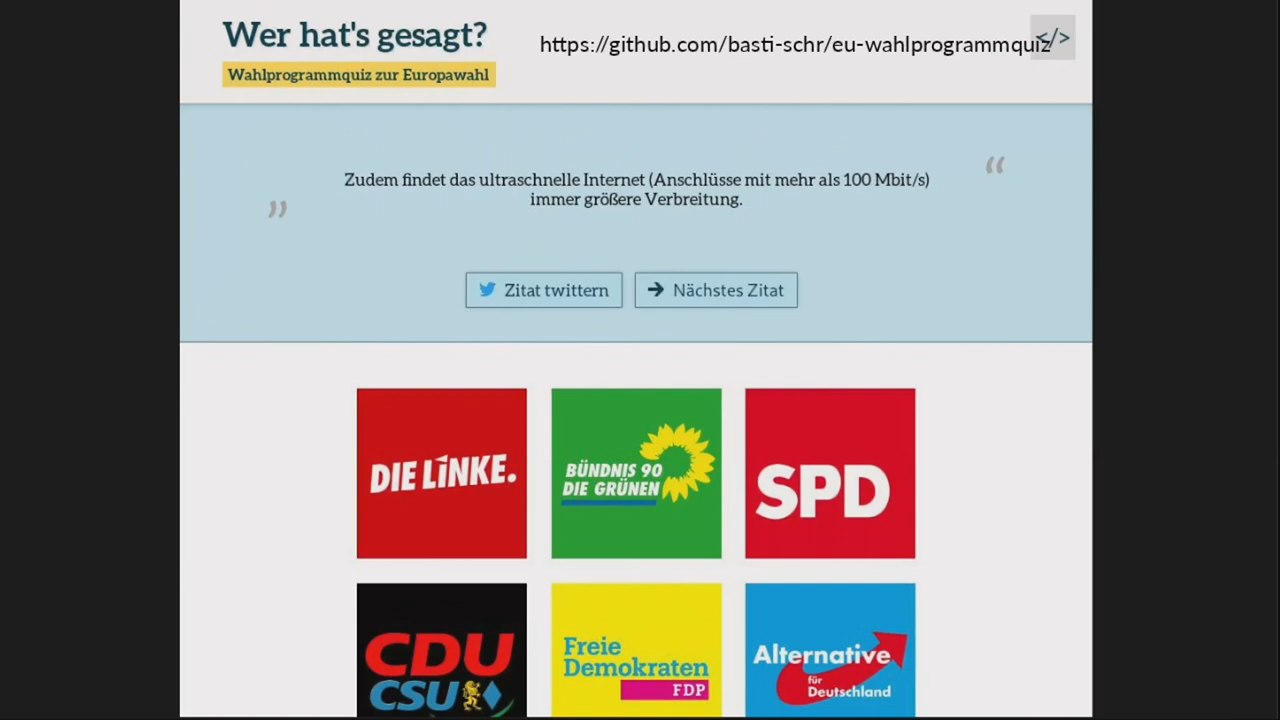 Wer hat's gesagt?
https://github.com/basti-schr/eu-wahlprogrammquiz
</>
Wahlprogrammquiz zur Europawahl
Zudem findet das ultraschnelle Internet (Anschlüsse mit mehr als 100 Mbit/s)
immer größere Verbreitung.
Zitat twittern
Nächstes Zitat
DIE LINKE.
BÜNDNIS 90
DIE GRÜNEN
SPD
CDU
CSU
Freie
Demokraten
FDP
Alternative
für
Deutschland